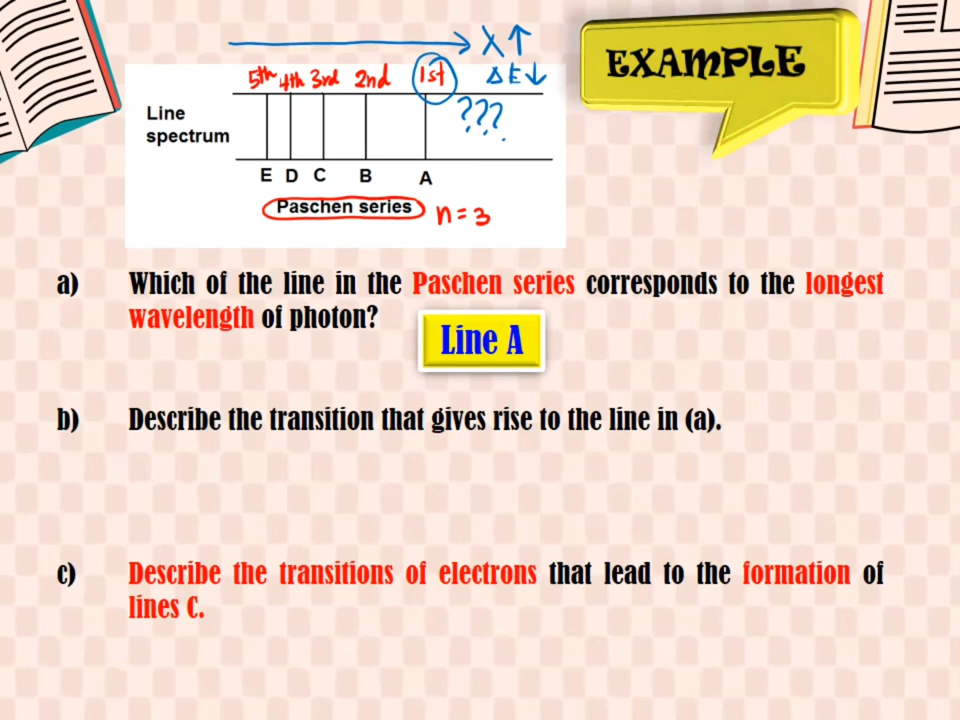 λ↑
EXAMPLE
5th 4th 3rd 2nd 1st
ΔE↓
Line
spectrum
???
E D C B A
Paschen series
n = 3
a) Which of the line in the Paschen series corresponds to the longest
wavelength of photon?
Line A
b) Describe the transition that gives rise to the line in (a).
c) Describe the transitions of electrons that lead to the formation of
lines C.